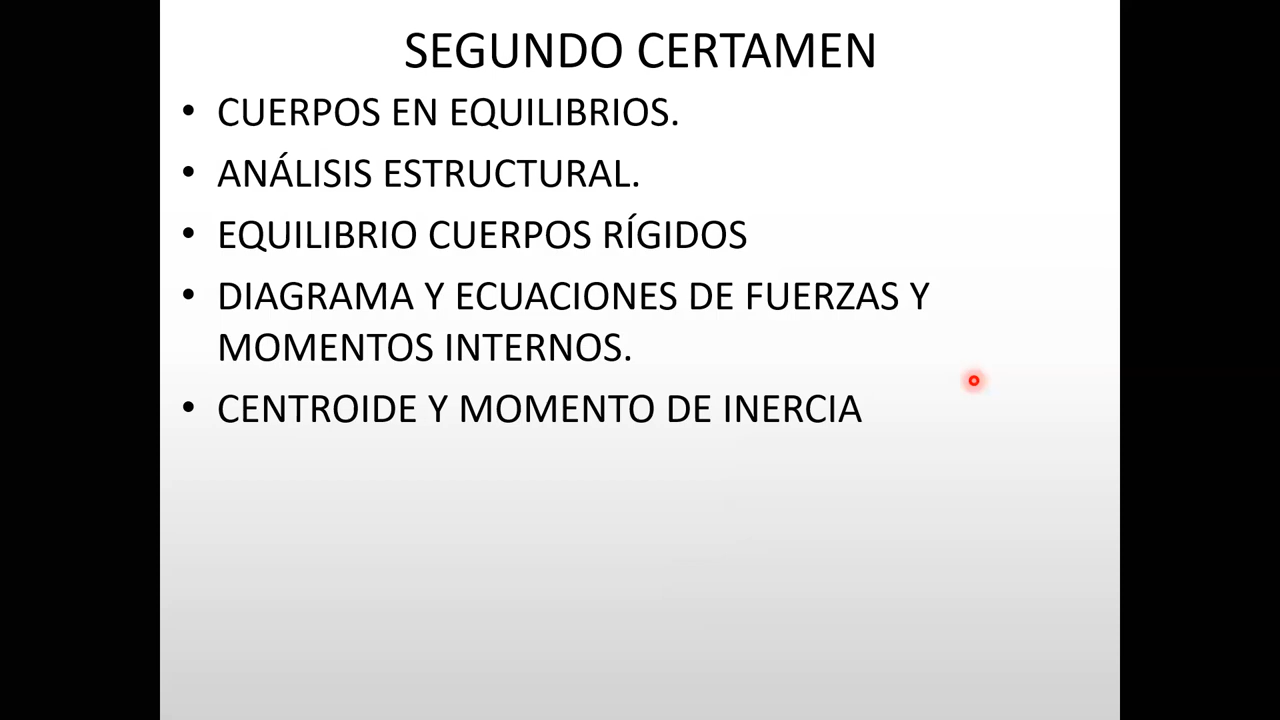 SEGUNDO CERTAMEN
• CUERPOS EN EQUILIBRIOS.
• ANÁLISIS ESTRUCTURAL.
• EQUILIBRIO CUERPOS RÍGIDOS
• DIAGRAMA Y ECUACIONES DE FUERZAS Y
MOMENTOS INTERNOS.
• CENTROIDE Y MOMENTO DE INERCIA